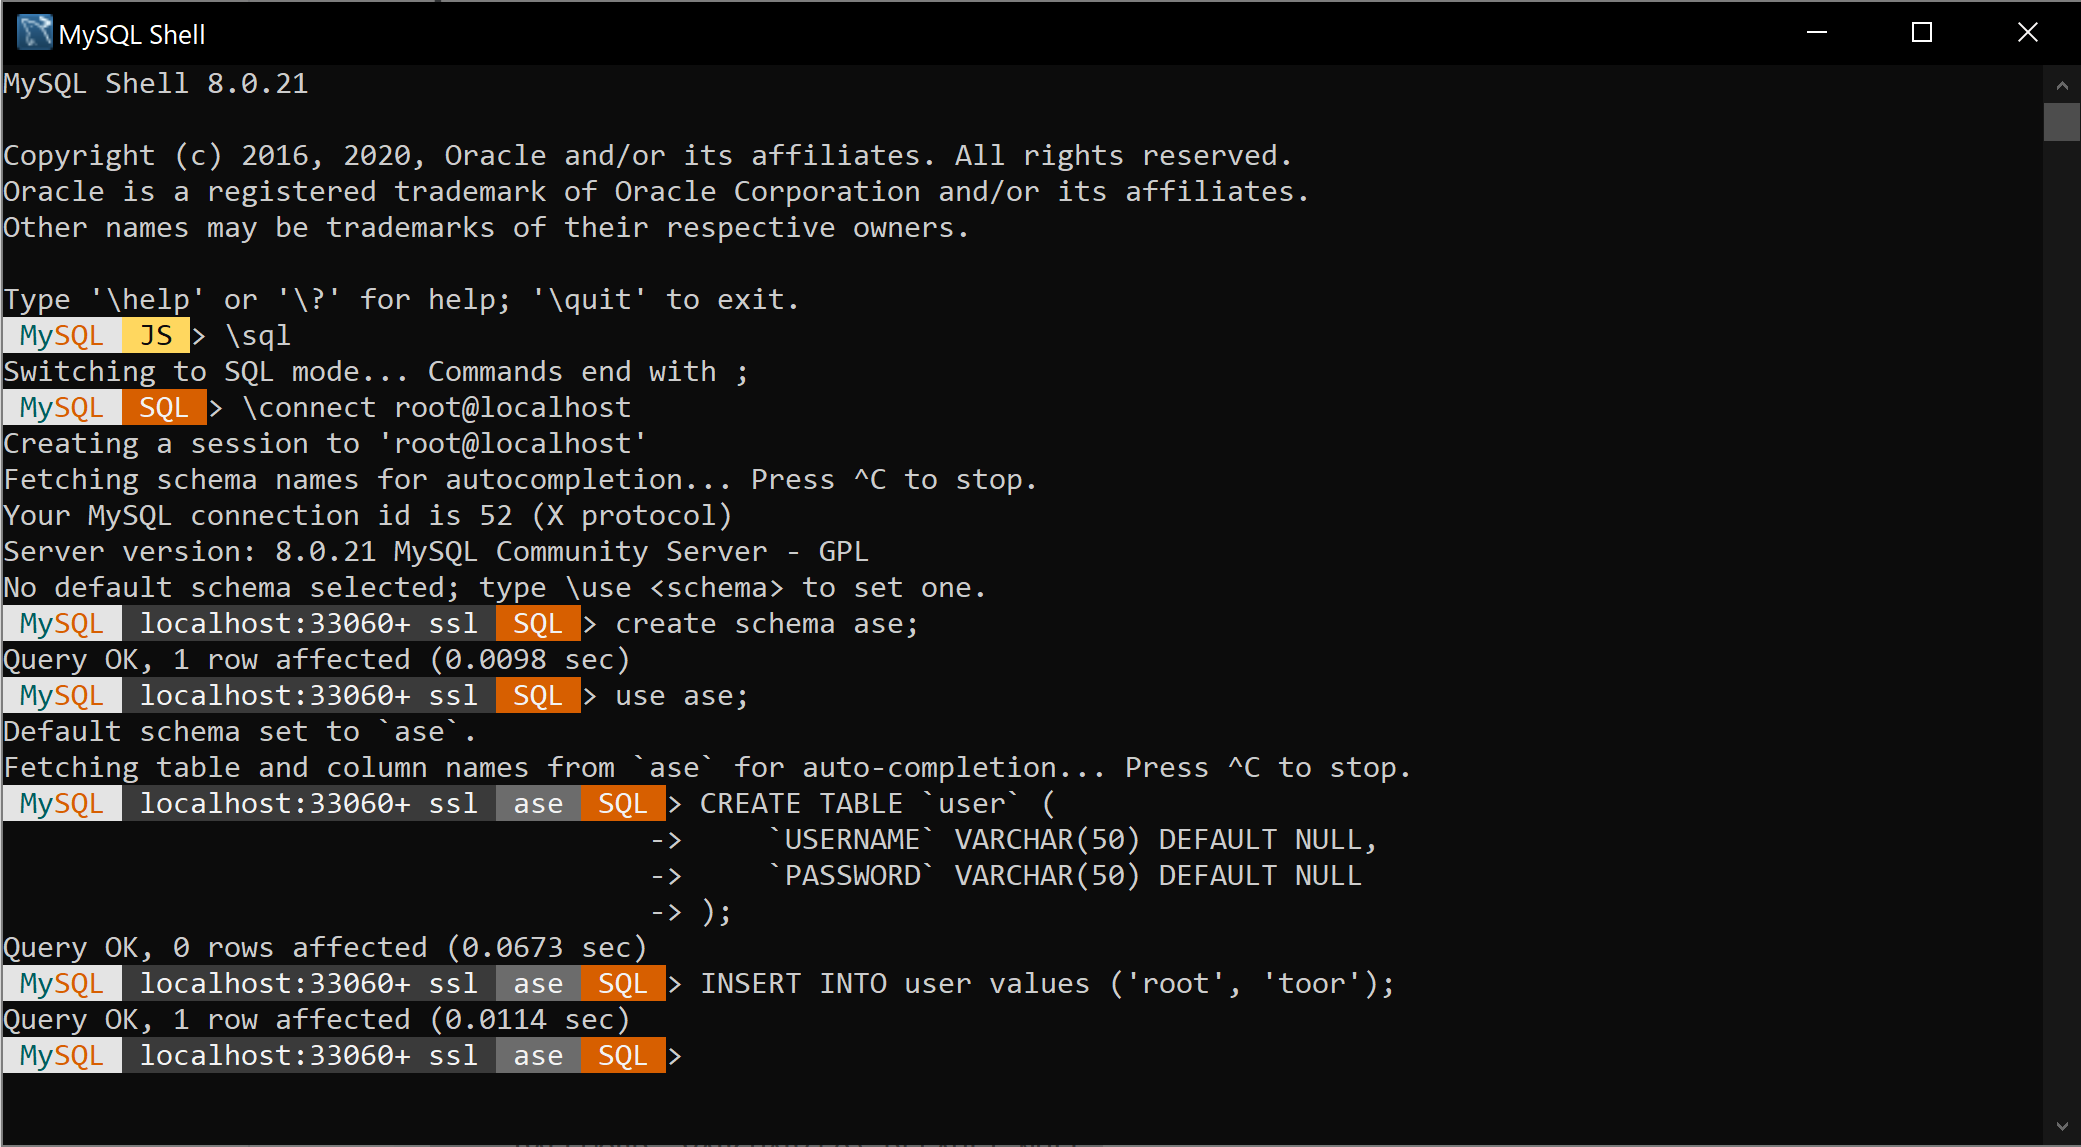 MySQL Shell
MySQL Shell 8.0.21
Copyright (c) 2016, 2020, Oracle and/or its affiliates. All rights reserved.
Oracle is a registered trademark of Oracle Corporation and/or its affiliates.
Other names may be trademarks of their respective owners.
Type '\help' or '\?' for help; '\quit' to exit.
MySQL JS > \sql
Switching to SQL mode... Commands end with ;
MySQL SQL > \connect root@localhost
Creating a session to 'root@localhost'
Fetching schema names for autocompletion... Press ^C to stop.
Your MySQL connection id is 52 (X protocol)
Server version: 8.0.21 MySQL Community Server - GPL
No default schema selected; type \use <schema> to set one.
MySQL localhost:33060+ ssl SQL > create schema ase;
Query OK, 1 row affected (0.0098 sec)
MySQL localhost:33060+ ssl SQL > use ase;
Default schema set to `ase`.
Fetching table and column names from `ase` for auto-completion... Press ^C to stop.
MySQL localhost:33060+ ssl ase SQL > CREATE TABLE `user` (
-> `USERNAME` VARCHAR(50) DEFAULT NULL,
-> `PASSWORD` VARCHAR(50) DEFAULT NULL
-> );
Query OK, 0 rows affected (0.0673 sec)
MySQL localhost:33060+ ssl ase SQL > INSERT INTO user values ('root', 'toor');
Query OK, 1 row affected (0.0114 sec)
MySQL localhost:33060+ ssl ase SQL >